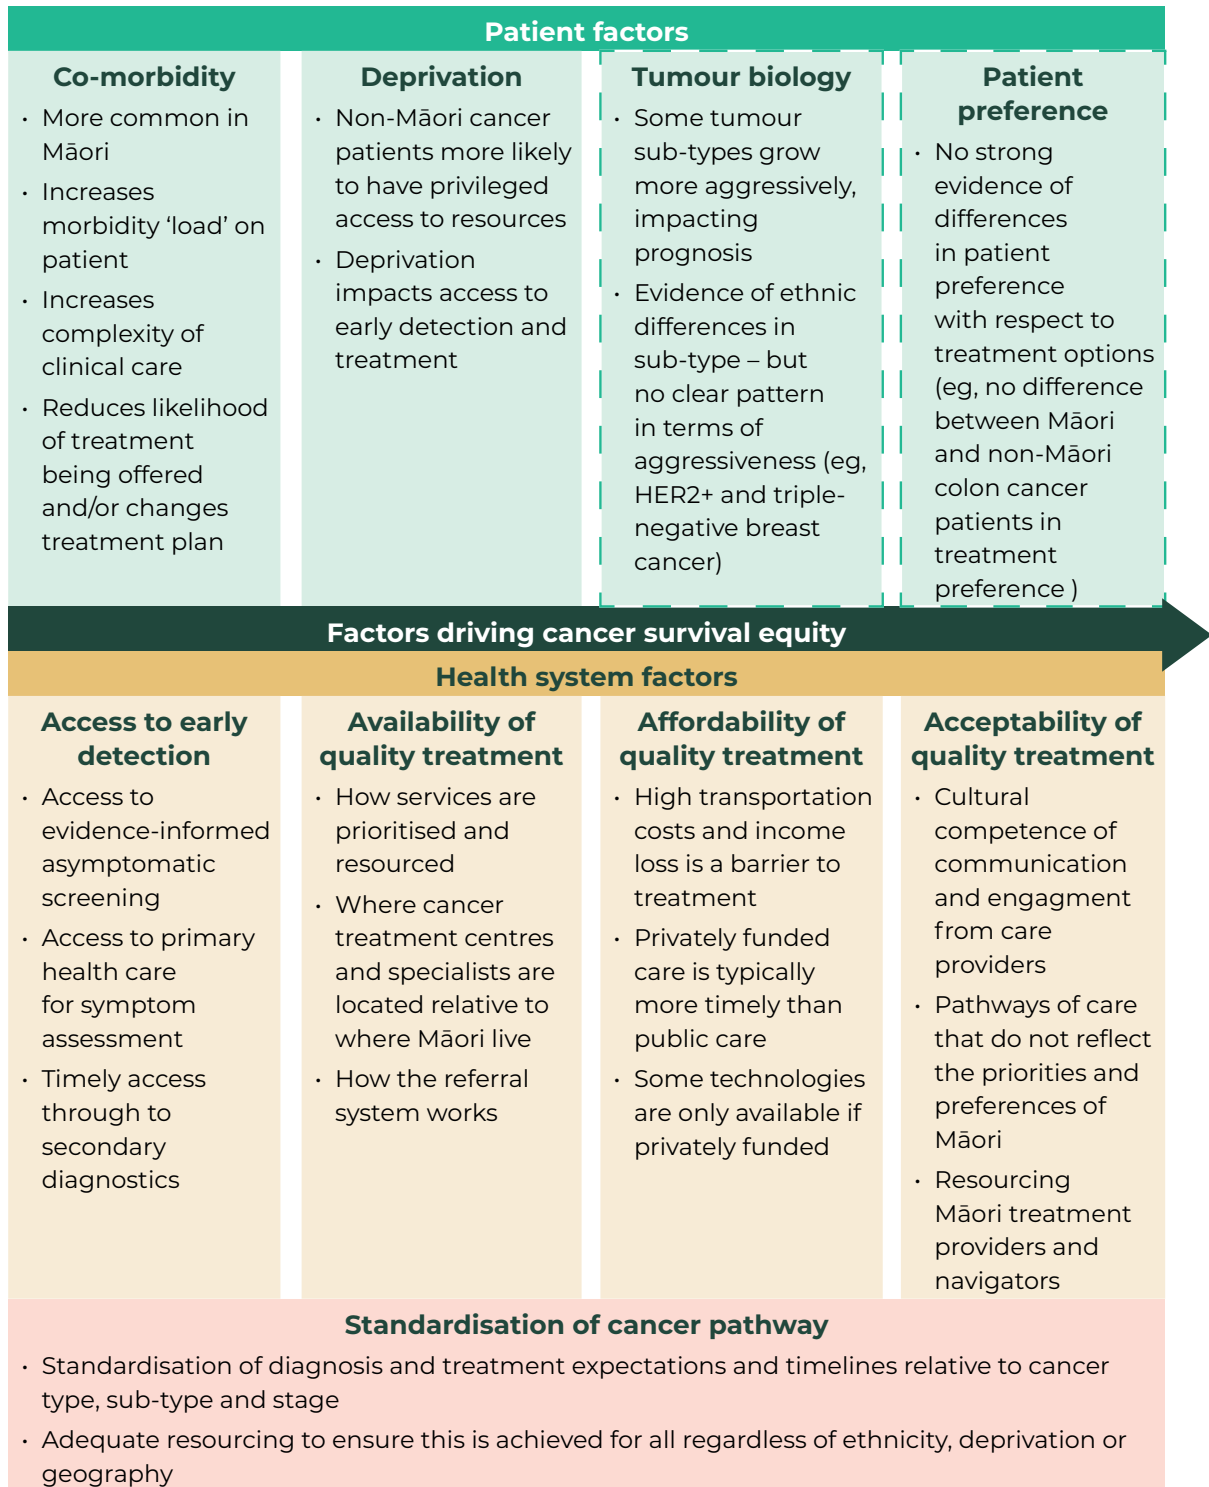 Patient factors
Co-morbidity
· More common in
Māori
· Increases
morbidity ‘load’ on
patient
· Increases
complexity of
clinical care
· Reduces likelihood
of treatment
being offered
and/or changes
treatment plan
Deprivation
· Non-Māori cancer
patients more likely
to have privileged
access to resources
· Deprivation
impacts access to
early detection and
treatment
Tumour biology
· Some tumour
sub-types grow
more aggressively,
impacting
prognosis
· Evidence of ethnic
differences in
sub-type – but
no clear pattern
in terms of
aggressiveness (eg,
HER2+ and triple-
negative breast
cancer)
Patient
preference
· No strong
evidence of
differences
in patient
preference
with respect to
treatment options
(eg, no difference
between Māori
and non-Māori
colon cancer
patients in
treatment
preference )
Factors driving cancer survival equity
Health system factors
Access to early
detection
· Access to
evidence-informed
asymptomatic
screening
· Access to primary
health care
for symptom
assessment
· Timely access
through to
secondary
diagnostics
Availability of
quality treatment
· How services are
prioritised and
resourced
· Where cancer
treatment centres
and specialists are
located relative to
where Māori live
· How the referral
system works
Affordability of
quality treatment
· High transportation
costs and income
loss is a barrier to
treatment
· Privately funded
care is typically
more timely than
public care
· Some technologies
are only available if
privately funded
Acceptability of
quality treatment
· Cultural
competence of
communication
and engagment
from care
providers
· Pathways of care
that do not reflect
the priorities and
preferences of
Māori
· Resourcing
Māori treatment
providers and
navigators
Standardisation of cancer pathway
· Standardisation of diagnosis and treatment expectations and timelines relative to cancer
type, sub-type and stage
· Adequate resourcing to ensure this is achieved for all regardless of ethnicity, deprivation or
geography